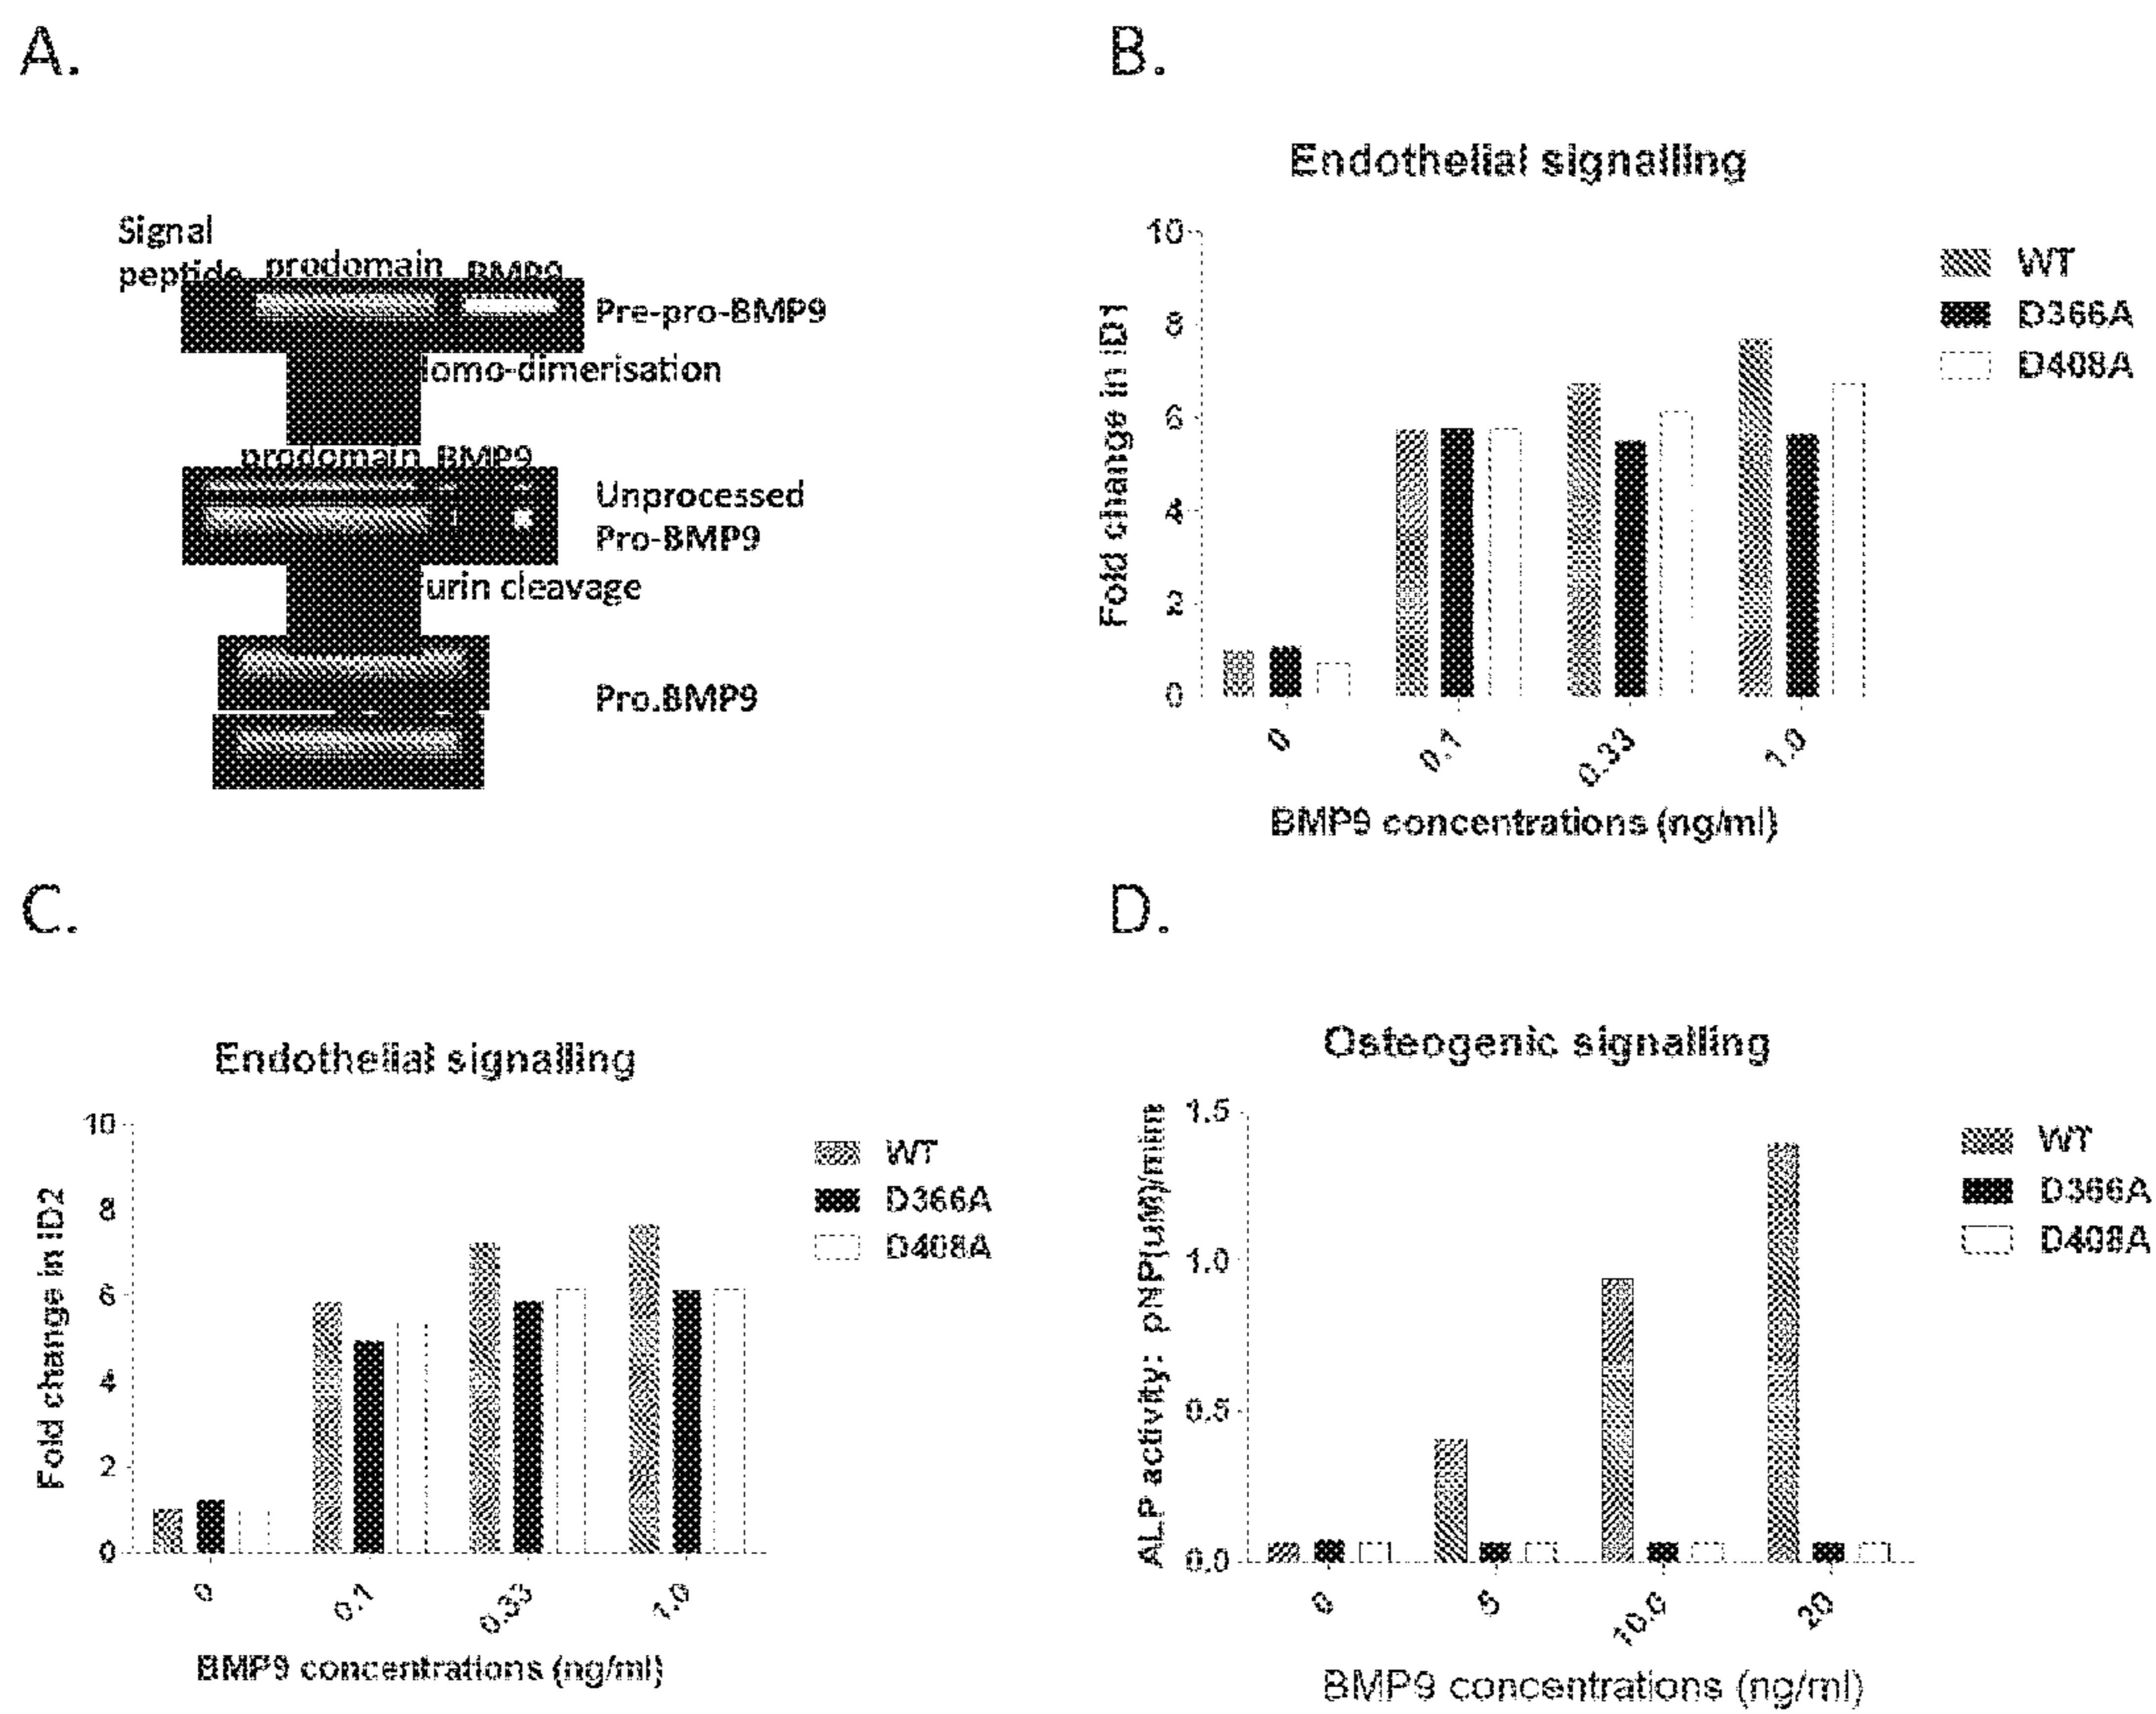 A.
Signal
peptide prodomain BMP9
Pre-pro-BMP9
omo-dimerisation
prodomain BMP9
Unprocessed
Pro-BMP9
urin cleavage
Pro.BMP9
B.
Endothelial signalling
10
8
6
4
2
0
Fold change in ID1
0 0.1 0.33 1.0
BMP9 concentrations (ng/ml)
WT
D366A
D408A
C.
Endothelial signalling
10
8
6
4
2
0
Fold change in ID2
0 0.1 0.33 1.0
BMP9 concentrations (ng/ml)
WT
D366A
D408A
D.
Osteogenic signalling
1.5
1.0
0.5
0.0
ALP activity: pNP(uM)/min
0 5 10.0 20
BMP9 concentrations (ng/ml)
WT
D366A
D408A